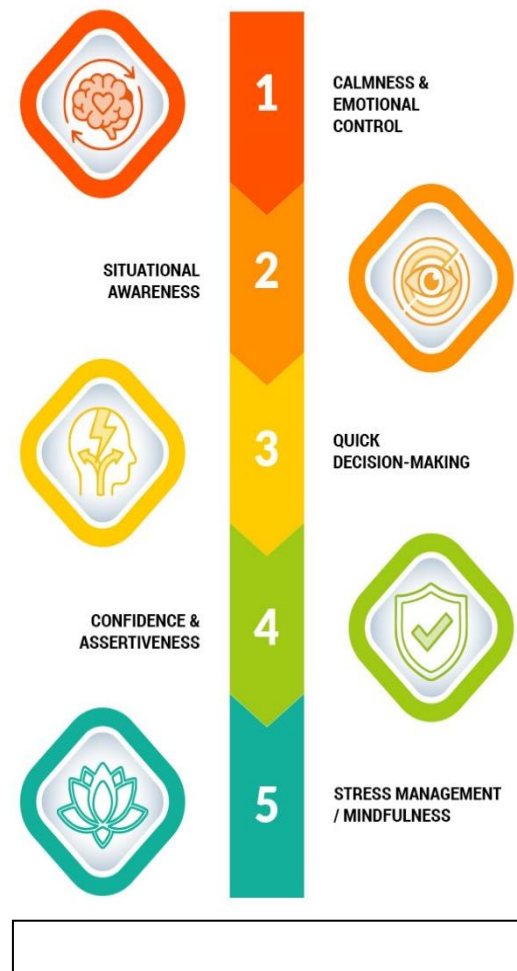 1
CALMNESS &
EMOTIONAL
CONTROL
2
SITUATIONAL
AWARENESS
3
QUICK
DECISION-MAKING
4
CONFIDENCE &
ASSERTIVENESS
5
STRESS MANAGEMENT
/ MINDFULNESS